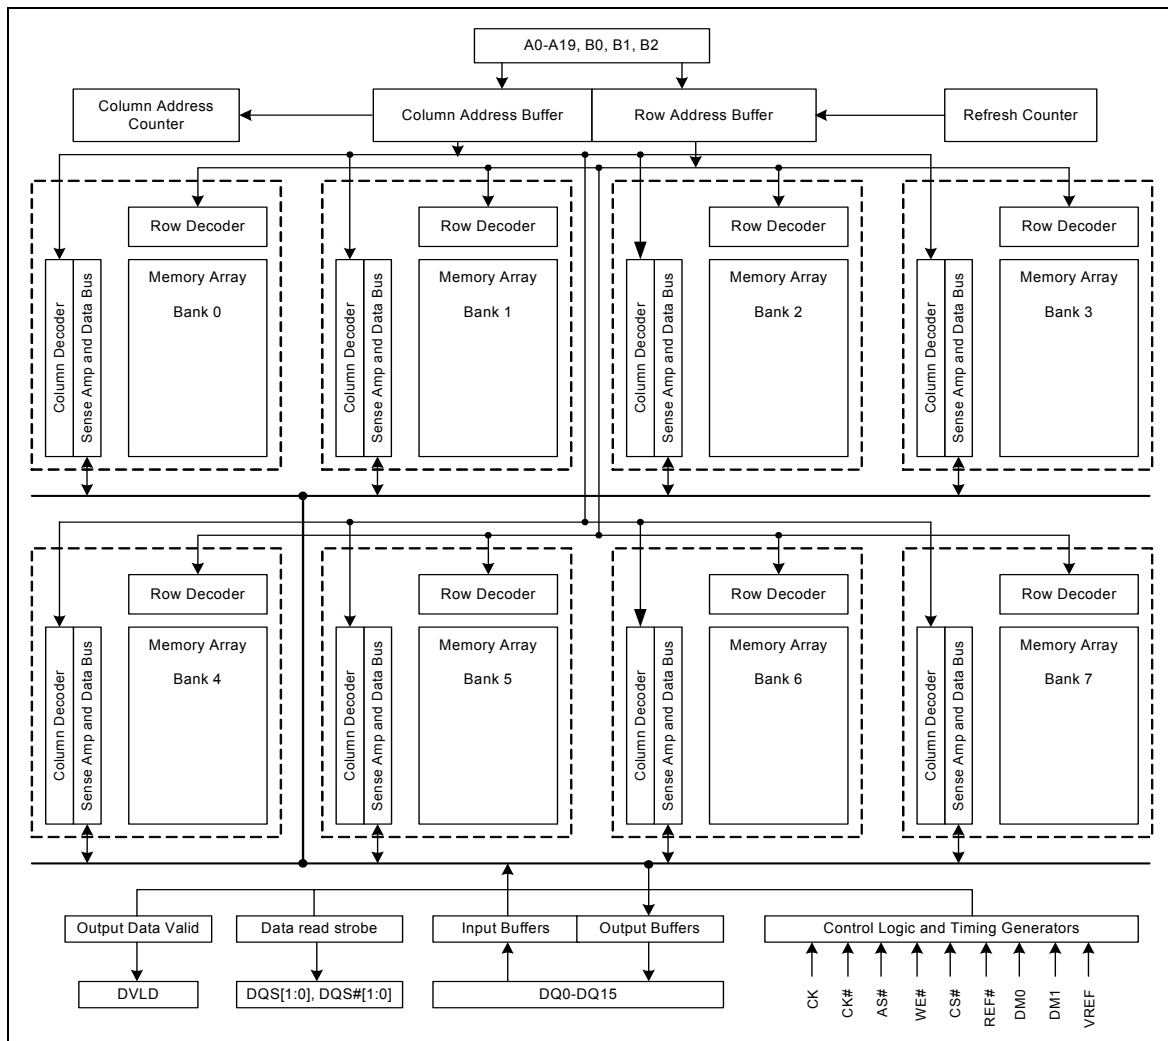 A0-A19, B0, B1, B2
Column Address
Counter
Column Address Buffer
Row Address Buffer
Refresh Counter
Row Decoder
Row Decoder
Row Decoder
Row Decoder
Column Decoder
Sense Amp and Data Bus
Memory Array
Bank 0
Column Decoder
Sense Amp and Data Bus
Memory Array
Bank 1
Column Decoder
Sense Amp and Data Bus
Memory Array
Bank 2
Column Decoder
Sense Amp and Data Bus
Memory Array
Bank 3
Row Decoder
Row Decoder
Row Decoder
Row Decoder
Column Decoder
Sense Amp and Data Bus
Memory Array
Bank 4
Column Decoder
Sense Amp and Data Bus
Memory Array
Bank 5
Column Decoder
Sense Amp and Data Bus
Memory Array
Bank 6
Column Decoder
Sense Amp and Data Bus
Memory Array
Bank 7
Output Data Valid
Data read strobe
Input Buffers
Output Buffers
Control Logic and Timing Generators
DVLD
DQS[1:0], DQS#[1:0]
DQ0-DQ15
CK
CK#
AS#
WE#
CS#
REF#
DM0
DM1
VREF